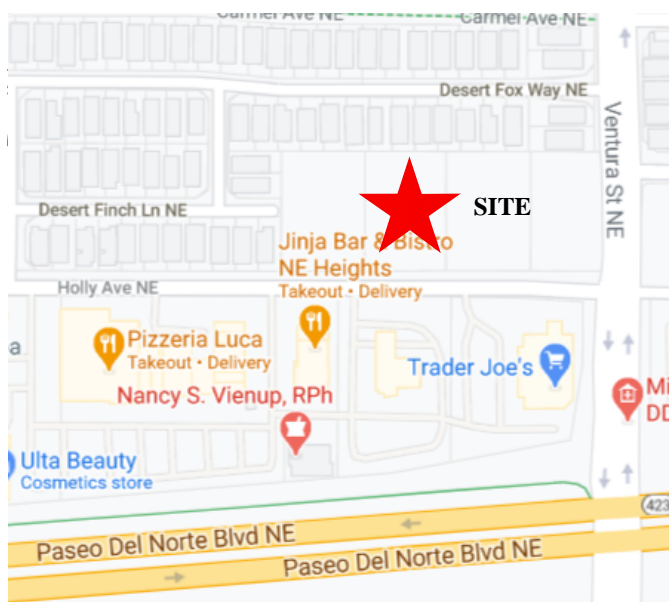 Carmel Ave NE
Carmel Ave NE
Desert Fox Way NE
Ventura St NE
Desert Finch Ln NE
SITE
Jinja Bar & Bistro
NE Heights
Takeout • Delivery
Holly Ave NE
Pizzeria Luca
Takeout • Delivery
Trader Joe's
Nancy S. Vienup, RPh
Mi
DD
Ulta Beauty
Cosmetics store
423
Paseo Del Norte Blvd NE
Paseo Del Norte Blvd NE